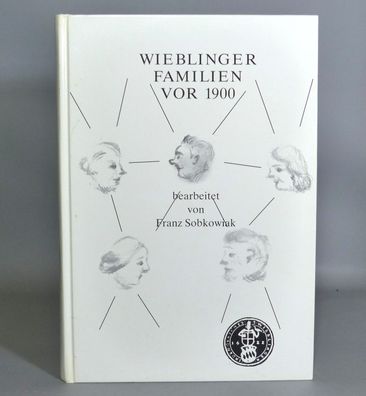 WIEBLINGER
FAMILIEN
VOR 1900
bearbeitet
von
Franz Sobkowiak